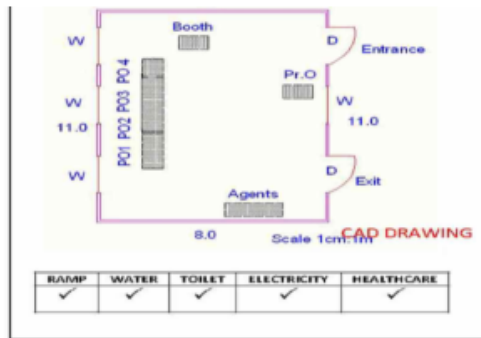 Booth
W
D
Entrance
Pr.O
PO1 PO2 PO3 PO4
W
W
11.0
11.0
W
D
Exit
Agents
8.0
Scale 1cm:1m
CAD DRAWING
RAMP WATER TOILET ELECTRICITY HEALTHCARE
✓ ✓ ✓ ✓ ✓